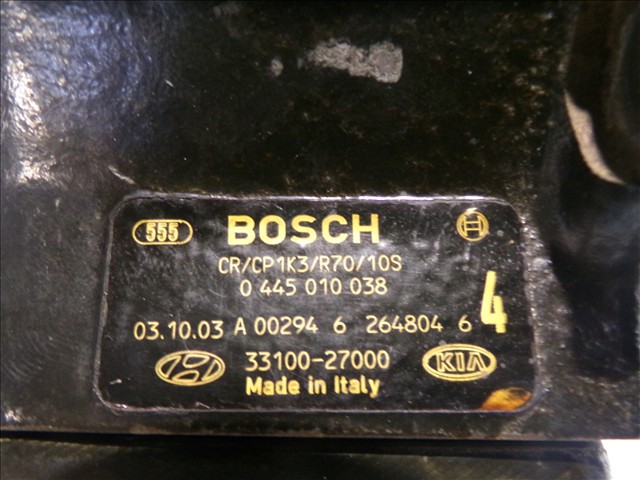 555 BOSCH
CR/CP1K3/R70/10S
0 445 010 038
4
03.10.03 A 00294 6 264804 6
33100-27000 KIA
Made in Italy